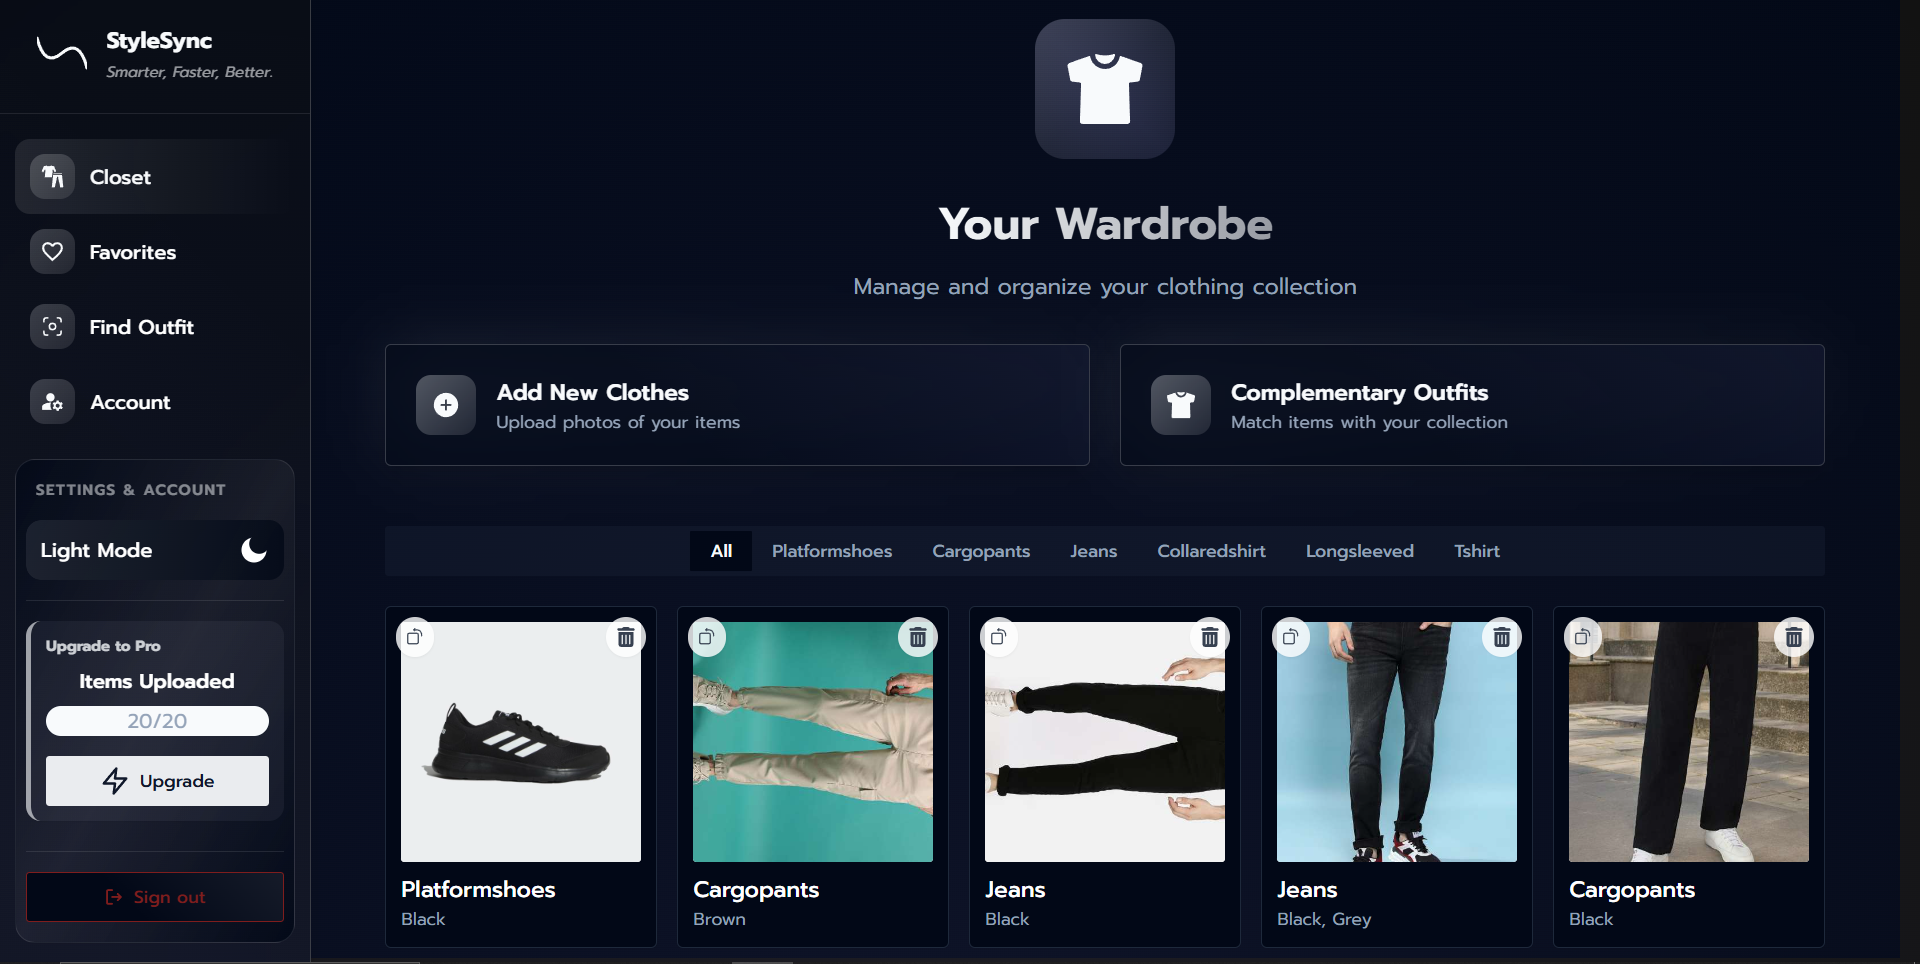 StyleSync
Smarter, Faster, Better.
Closet
Favorites
Find Outfit
Account
SETTINGS & ACCOUNT
Light Mode
Upgrade to Pro
Items Uploaded
20/20
Upgrade
Sign out
Your Wardrobe
Manage and organize your clothing collection
Add New Clothes
Upload photos of your items
Complementary Outfits
Match items with your collection
All Platformshoes Cargopants Jeans Collaredshirt Longsleeved Tshirt
Platformshoes
Black
Cargopants
Brown
Jeans
Black
Jeans
Black, Grey
Cargopants
Black